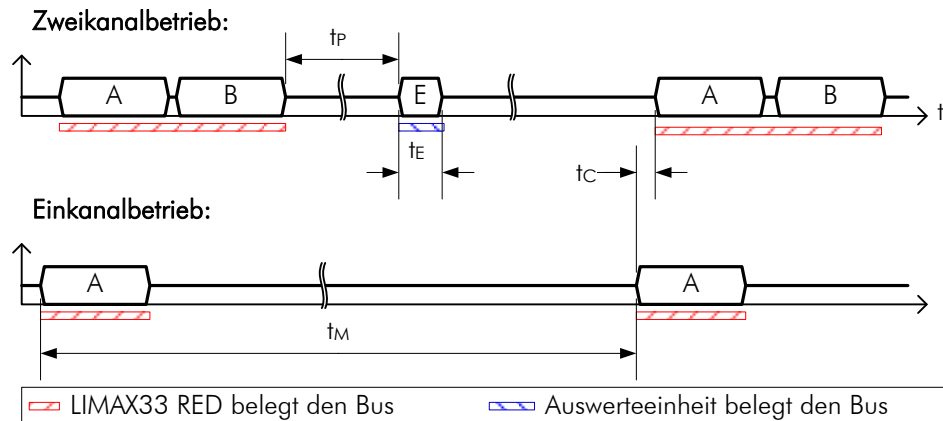 Zweikanalbetrieb:
tP
A B E A B
t
tE
tC
Einkanalbetrieb:
A A
tM
LIMAX33 RED belegt den Bus Auswerteeinheit belegt den Bus